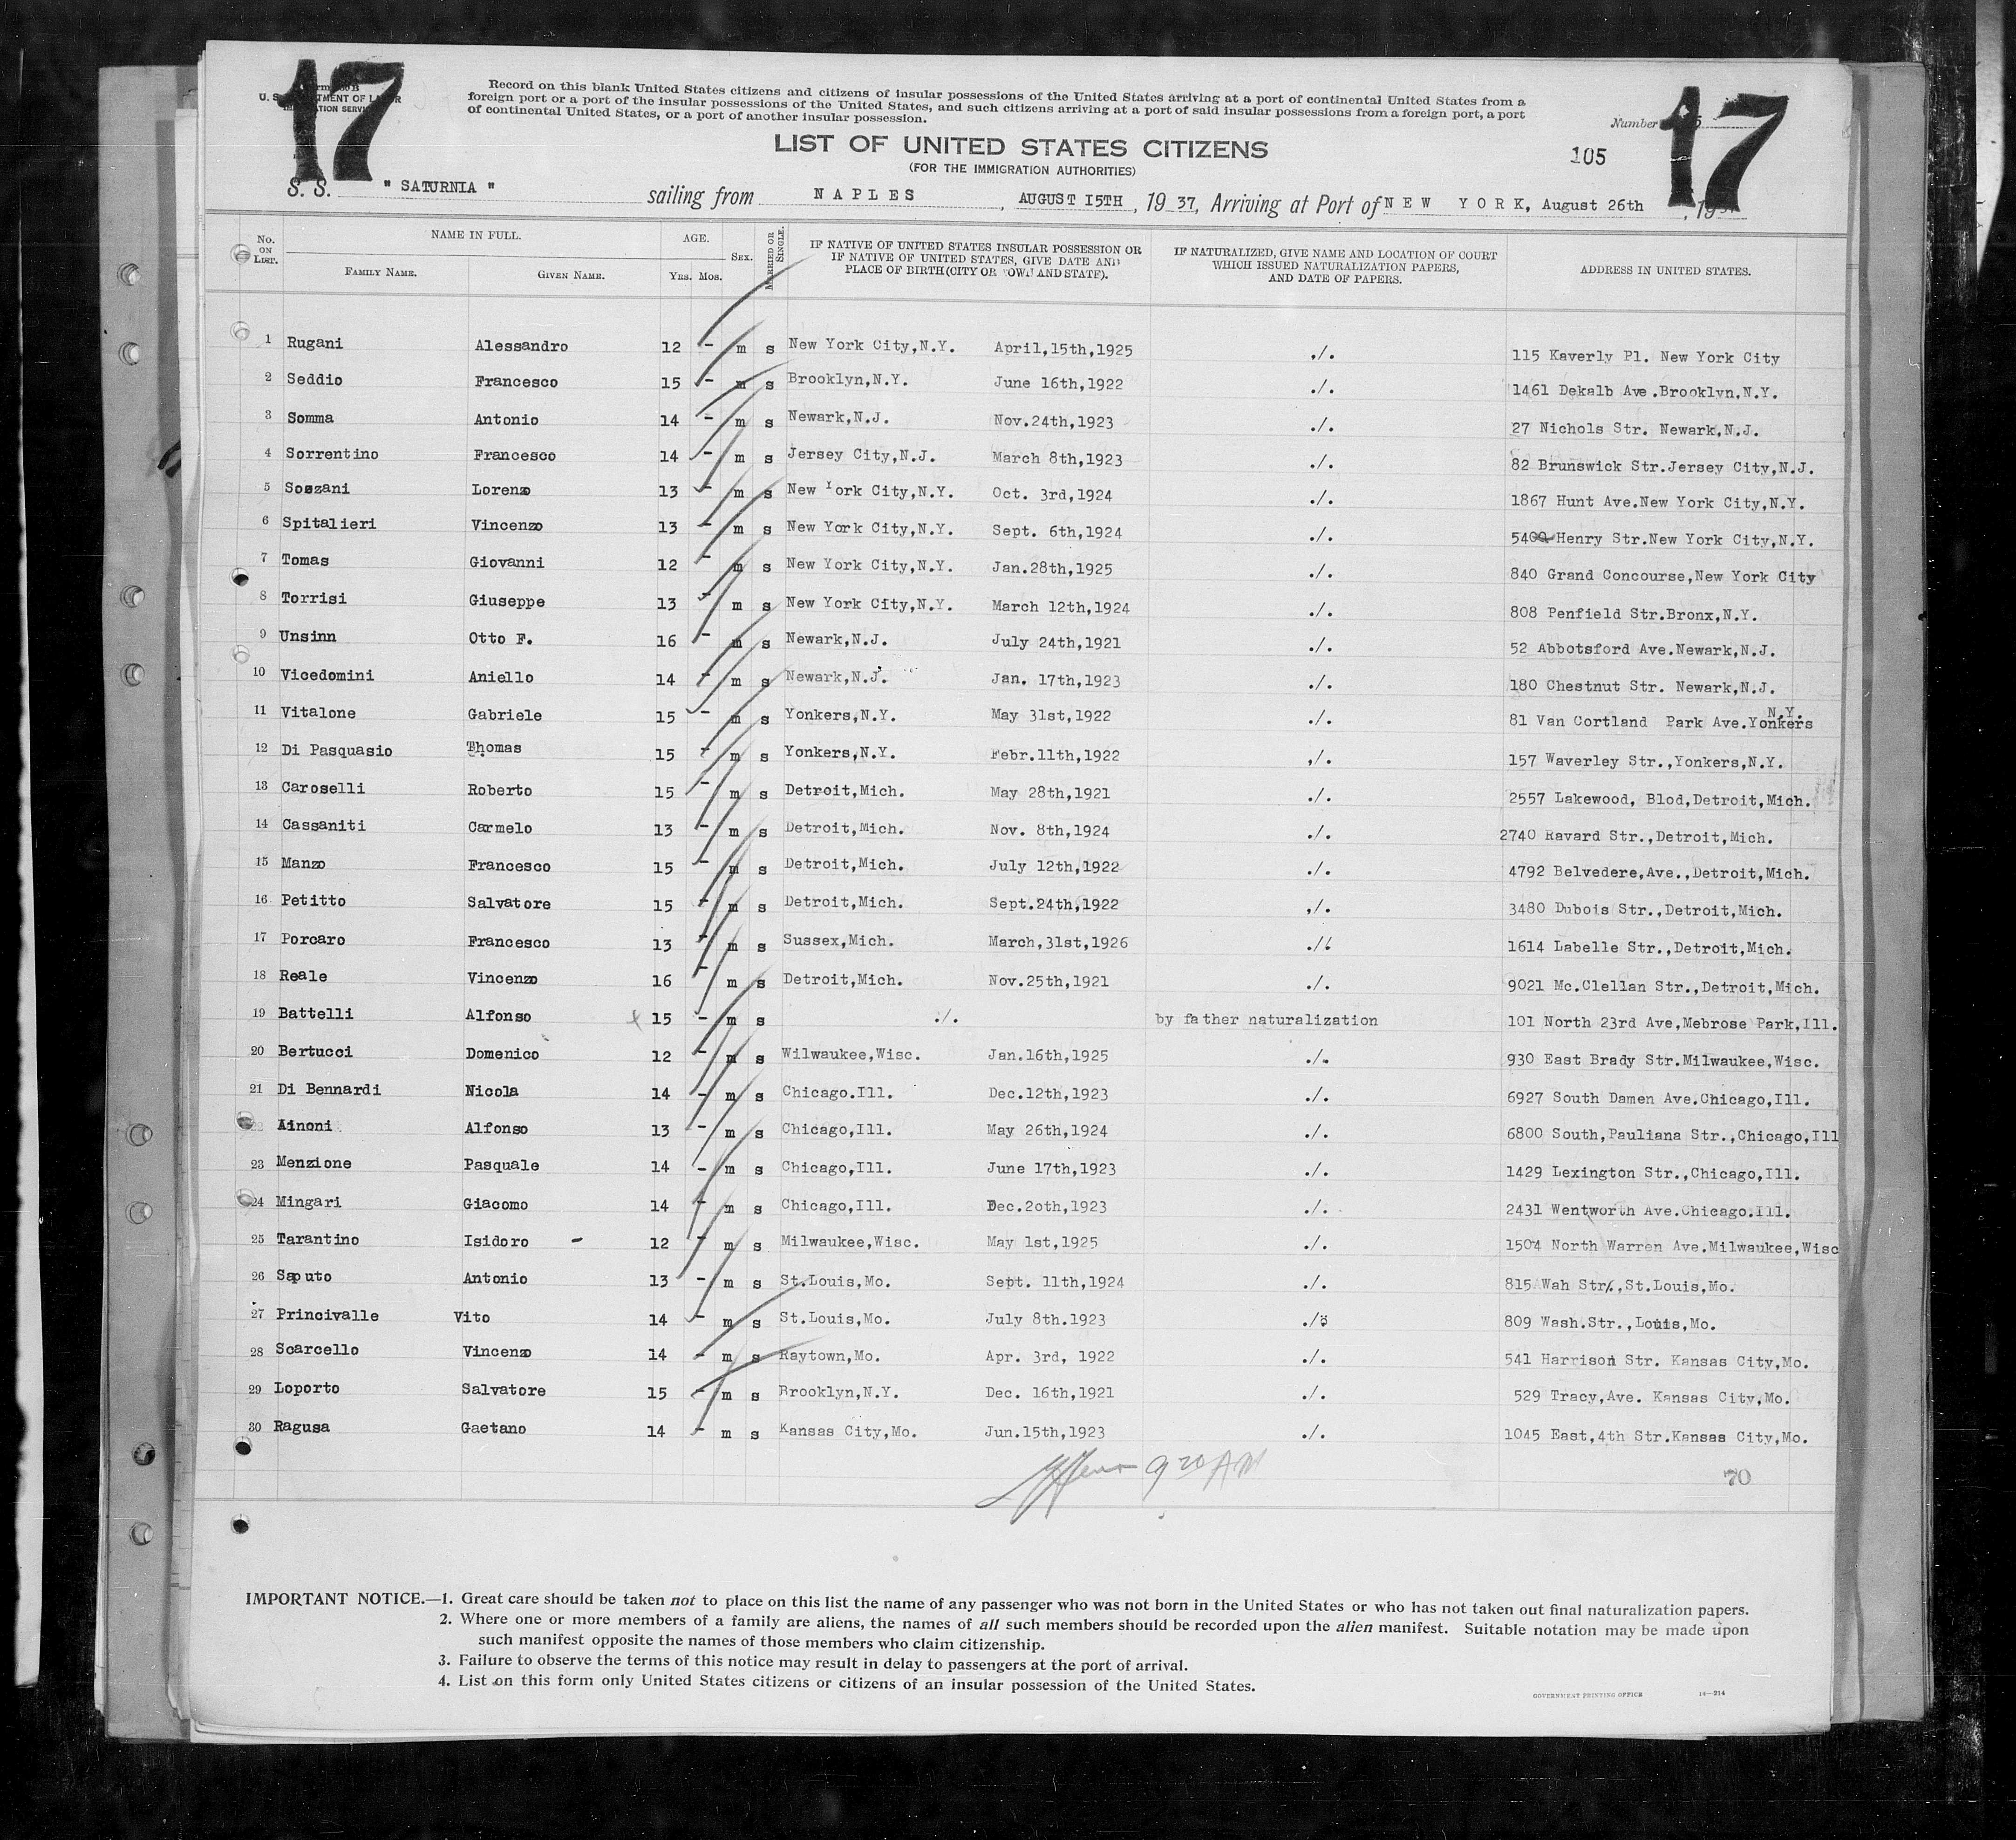 17
17
U. S. DEPARTMENT OF LABOR
IMMIGRATION SERVICE
Record on this blank United States citizens and citizens of insular possessions of the United States arriving at a port of continental United States from a
foreign port or a port of the insular possessions of the United States, and such citizens arriving at a port of said insular possessions from a foreign port, a port
of continental United States, or a port of another insular possession.
Number
LIST OF UNITED STATES CITIZENS
(FOR THE IMMIGRATION AUTHORITIES)
105
S. S. " SATURNIA " sailing from NAPLES, AUGUST I5TH, 19 37, Arriving at Port of NEW YORK, August 26th, 19
No. ON LIST. NAME IN FULL. FAMILY NAME. GIVEN NAME. AGE. YRS. MOS. SEX. MARRIED OR SINGLE. IF NATIVE OF UNITED STATES INSULAR POSSESSION OR IF NATIVE OF UNITED STATES, GIVE DATE AND PLACE OF BIRTH (CITY OR TOWN AND STATE). IF NATURALIZED, GIVE NAME AND LOCATION OF COURT WHICH ISSUED NATURALIZATION PAPERS, AND DATE OF PAPERS. ADDRESS IN UNITED STATES.
1 Rugani Alessandro 12 - m s New York City,N.Y. April,15th,1925 ./. 115 Kaverly Pl. New York City
2 Seddio Francesco 15 - m s Brooklyn,N.Y. June 16th,1922 ./. 1461 Dekalb Ave.Brooklyn,N.Y.
3 Somma Antonio 14 - m s Newark,N.J. Nov.24th,1923 ./. 27 Nichols Str. Newark,N.J.
4 Sorrentino Francesco 14 - m s Jersey City,N.J. March 8th,1923 ./. 82 Brunswick Str.Jersey City,N.J.
5 Sozzani Lorenzo 13 - m s New York City,N.Y. Oct. 3rd,1924 ./. 1867 Hunt Ave.New York City,N.Y.
6 Spitalieri Vincenzo 13 - m s New York City,N.Y. Sept. 6th,1924 ./. Henry Str.New York City,N.Y.
7 Tomas Giovanni 12 - m s New York City,N.Y. Jan.28th,1925 ./. 840 Grand Concourse,New York City
8 Torrisi Giuseppe 13 - m s New York City,N.Y. March 12th,1924 ./. 808 Penfield Str.Bronx,N.Y.
9 Unsinn Otto F. 16 - m s Newark,N.J. July 24th,1921 ./. 52 Abbotsford Ave.Newark,N.J.
10 Vicedomini Aniello 14 - m s Newark,N.J. Jan. 17th,1923 ./. 180 Chestnut Str. Newark,N.J.
11 Vitalone Gabriele 15 - m s Yonkers,N.Y. May 31st,1922 ./. 81 Van Cortland Park Ave.Yonkers N.Y.
12 Di Pasquasio Thomas 15 - m s Yonkers,N.Y. Febr.11th,1922 ./. 157 Waverley Str.,Yonkers,N.Y.
13 Caroselli Roberto 15 - m s Detroit,Mich. May 28th,1921 ./. 2557 Lakewood, Blod,Detroit,Mich.
14 Cassaniti Carmelo 13 - m s Detroit,Mich. Nov. 8th,1924 ./. 2740 Ravard Str.,Detroit,Mich.
15 Manzo Francesco 15 - m s Detroit,Mich. July 12th,1922 ./. 4792 Belvedere,Ave.,Detroit,Mich.
16 Petitto Salvatore 15 - m s Detroit,Mich. Sept.24th,1922 ./. 3480 Dubois Str.,Detroit,Mich.
17 Porcaro Francesco 13 - m s Sussex,Mich. March,31st,1926 ./. 1614 Labelle Str.,Detroit,Mich.
18 Reale Vincenzo 16 - m s Detroit,Mich. Nov.25th,1921 ./. 9021 Mc.Clellan Str.,Detroit,Mich.
19 Battelli Alfonso 15 - m s ./. by father naturalization 101 North 23rd Ave,Mebrose Park,Ill.
20 Bertucci Domenico 12 - m s Wilwaukee,Wisc. Jan.16th,1925 ./. 930 East Brady Str.Milwaukee,Wisc.
21 Di Bennardi Nicola 14 - m s Chicago.Ill. Dec.12th,1923 ./. 6927 South Damen Ave.Chicago,Ill.
22 Ainoni Alfonso 13 - m s Chicago,Ill. May 26th,1924 ./. 6800 South,Pauliana Str.,Chicago,Ill
23 Menzione Pasquale 14 - m s Chicago,Ill. June 17th,1923 ./. 1429 Lexington Str.,Chicago,Ill.
24 Mingari Giacomo 14 - m s Chicago,Ill. Dec.2oth,1923 ./. 2431 Wentworth Ave.Chicago.Ill.
25 Tarantino Isidoro - 12 - m s Milwaukee,Wisc. May 1st,1925 ./. 1504 North Warren Ave.Milwaukee,Wisc
26 Saputo Antonio 13 - m s St.Louis,Mo. Sept. 11th,1924 ./. 815 Wah Str.,St.Louis,Mo.
27 Princivalle Vito 14 - m s St.Louis,Mo. July 8th.1923 ./. 809 Wash.Str.,Louis,Mo.
28 Scarcello Vincenzo 14 - m s Raytown,Mo. Apr. 3rd, 1922 ./. 541 Harrison Str. Kansas City,Mo.
29 Loporto Salvatore 15 - m s Brooklyn,N.Y. Dec. 16th,1921 ./. 529 Tracy,Ave. Kansas City,Mo.
30 Ragusa Gaetano 14 - m s Kansas City,Mo. Jun.15th,1923 ./. 1045 East,4th Str.Kansas City,Mo.
9 20 AM
70
IMPORTANT NOTICE.—1. Great care should be taken not to place on this list the name of any passenger who was not born in the United States or who has not taken out final naturalization papers.
2. Where one or more members of a family are aliens, the names of all such members should be recorded upon the alien manifest. Suitable notation may be made upon
such manifest opposite the names of those members who claim citizenship.
3. Failure to observe the terms of this notice may result in delay to passengers at the port of arrival.
4. List on this form only United States citizens or citizens of an insular possession of the United States.
GOVERNMENT PRINTING OFFICE 14—214